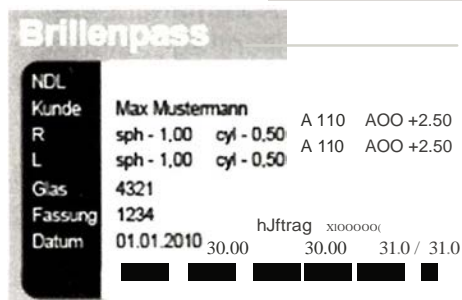 Brillenpass
NDL
Kunde Max Mustermann
R sph - 1,00 cyl - 0,50 A 110 AOO +2.50
L sph - 1,00 cyl - 0,50 A 110 AOO +2.50
Glas 4321
Fassung 1234
hJftrag XIOOOOO(
Datum 01.01.2010 30.00 30.00 31.0 / 31.0